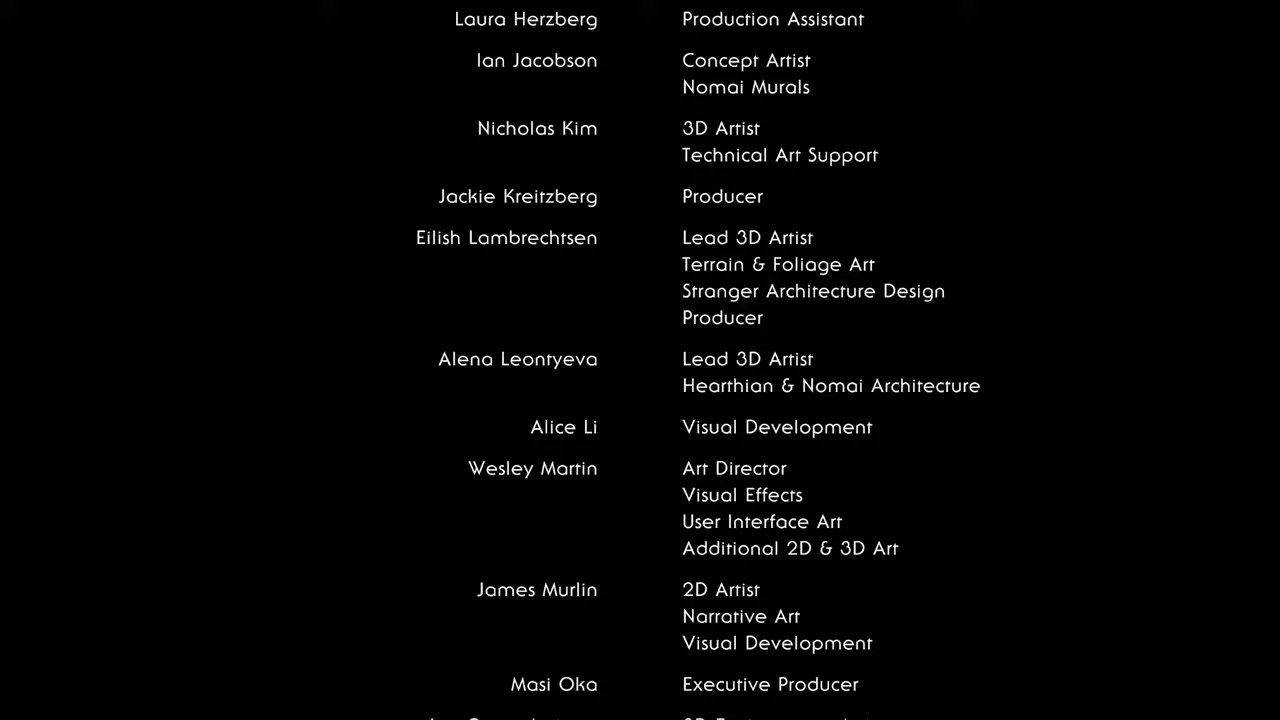 Laura Herzberg Production Assistant
Ian Jacobson Concept Artist
Nomai Murals
Nicholas Kim 3D Artist
Technical Art Support
Jackie Kreitzberg Producer
Eilish Lambrechtsen Lead 3D Artist
Terrain & Foliage Art
Stranger Architecture Design
Producer
Alena Leontyeva Lead 3D Artist
Hearthian & Nomai Architecture
Alice Li Visual Development
Wesley Martin Art Director
Visual Effects
User Interface Art
Additional 2D & 3D Art
James Murlin 2D Artist
Narrative Art
Visual Development
Masi Oka Executive Producer